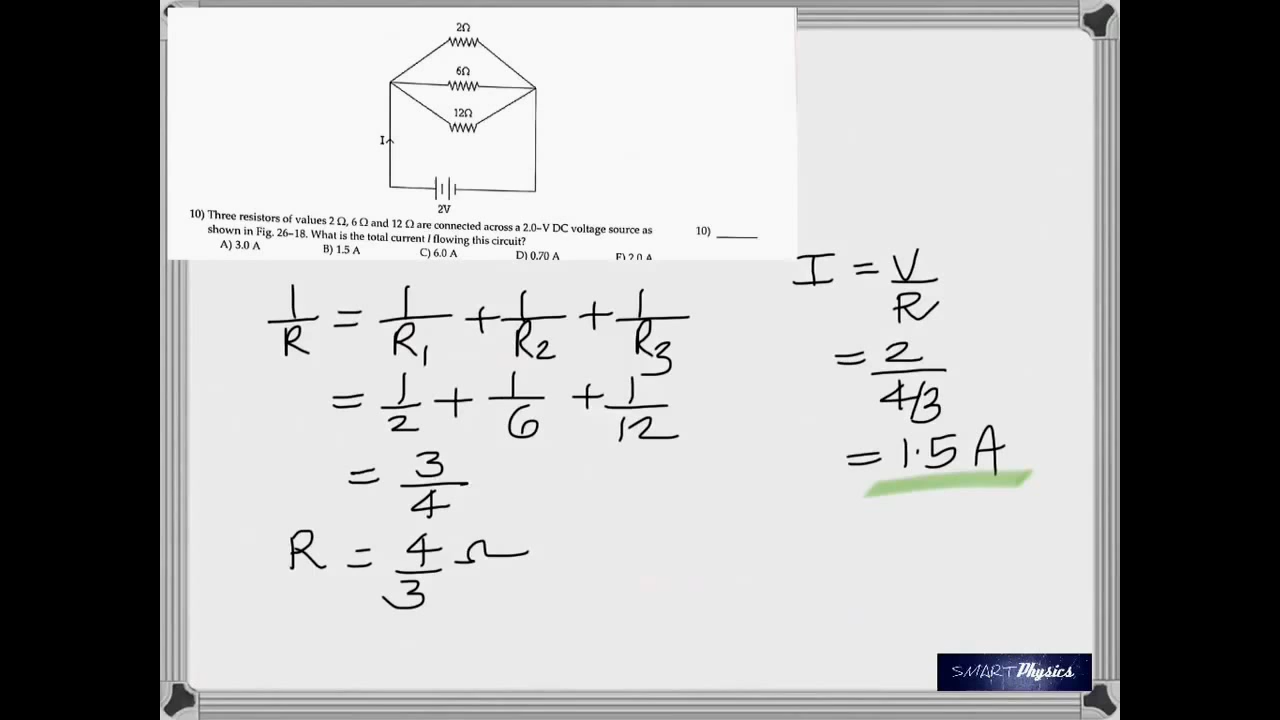 2Ω
6Ω
12Ω
I
2V
10) Three resistors of values 2 Ω, 6 Ω and 12 Ω are connected across a 2.0–V DC voltage source as
shown in Fig. 26–18. What is the total current I flowing this circuit?
10) ______
A) 3.0 A B) 1.5 A C) 6.0 A D) 0.70 A E) 2.0 A
1/R = 1/R₁ + 1/R₂ + 1/R₃
= 1/2 + 1/6 + 1/12
= 3/4
R = 4/3 Ω
I = V/R
= 2/(4/3)
= 1.5 A
SMART Physics